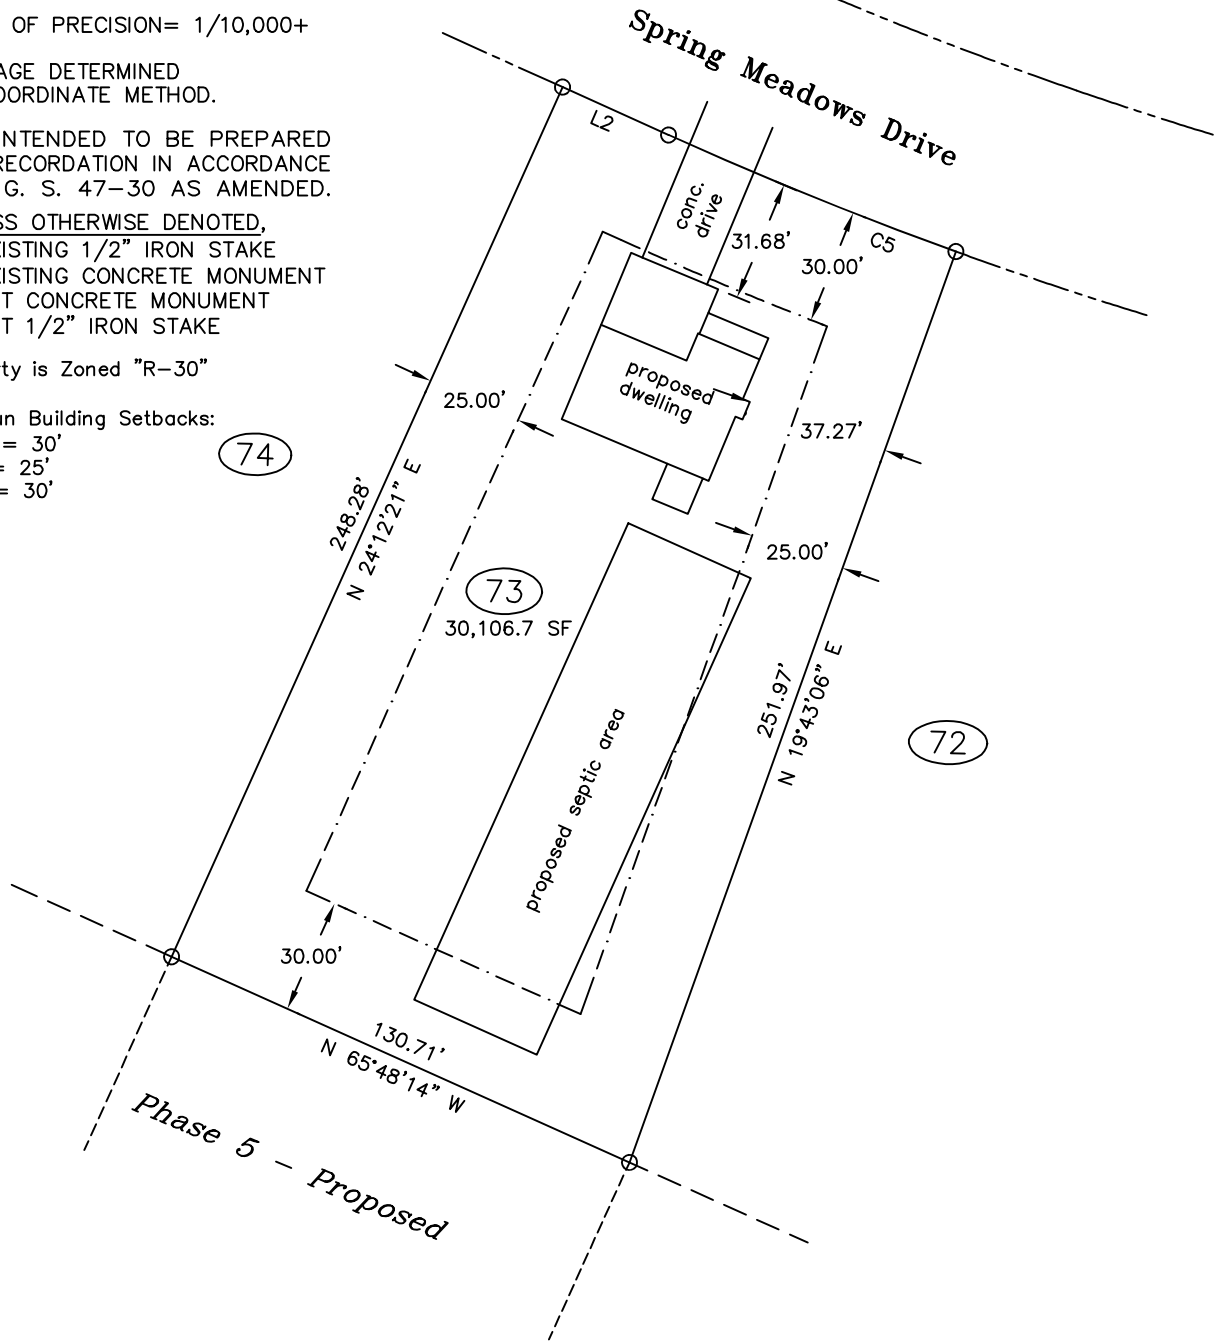 OF PRECISION= 1/10,000+
AGE DETERMINED
OORDINATE METHOD.
NTENDED TO BE PREPARED
RECORDATION IN ACCORDANCE
G. S. 47-30 AS AMENDED.
SS OTHERWISE DENOTED,
XISTING 1/2" IRON STAKE
XISTING CONCRETE MONUMENT
T CONCRETE MONUMENT
T 1/2" IRON STAKE
ty is Zoned "R-30"
un Building Setbacks:
= 30'
= 25'
= 30'
Spring Meadows Drive
L2
conc.
drive
31.68'
30.00'
C5
25.00'
proposed
dwelling
37.27'
74
248.28'
N 24°12'21" E
25.00'
73
30,106.7 SF
251.97'
N 19°43'06" E
72
proposed septic area
30.00'
130.71'
N 65°48'14" W
Phase 5 - Proposed